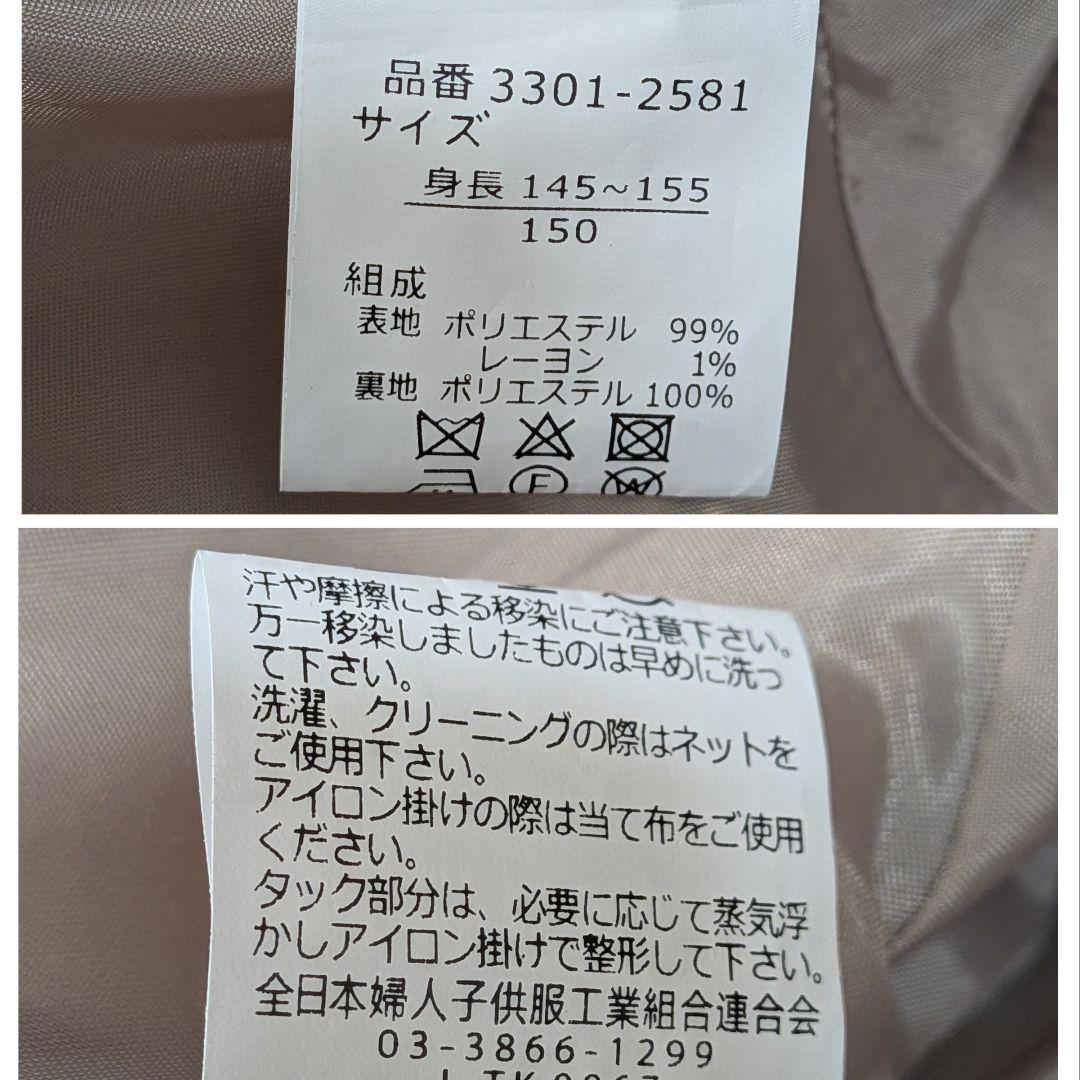 品番 3301-2581
サイズ
身長 145~155
150
組成
表地 ポリエステル 99%
レーヨン 1%
裏地 ポリエステル 100%
F
W
汗や摩擦による移染にご注意下さい。
万一移染しましたものは早めに洗っ
て下さい。
洗濯、クリーニングの際はネットを
ご使用下さい。
アイロン掛けの際は当て布をご使用
ください。
タック部分は、必要に応じて蒸気浮
かしアイロン掛けで整形して下さい。
全日本婦人子供服工業組合連合会
03-3866-1299